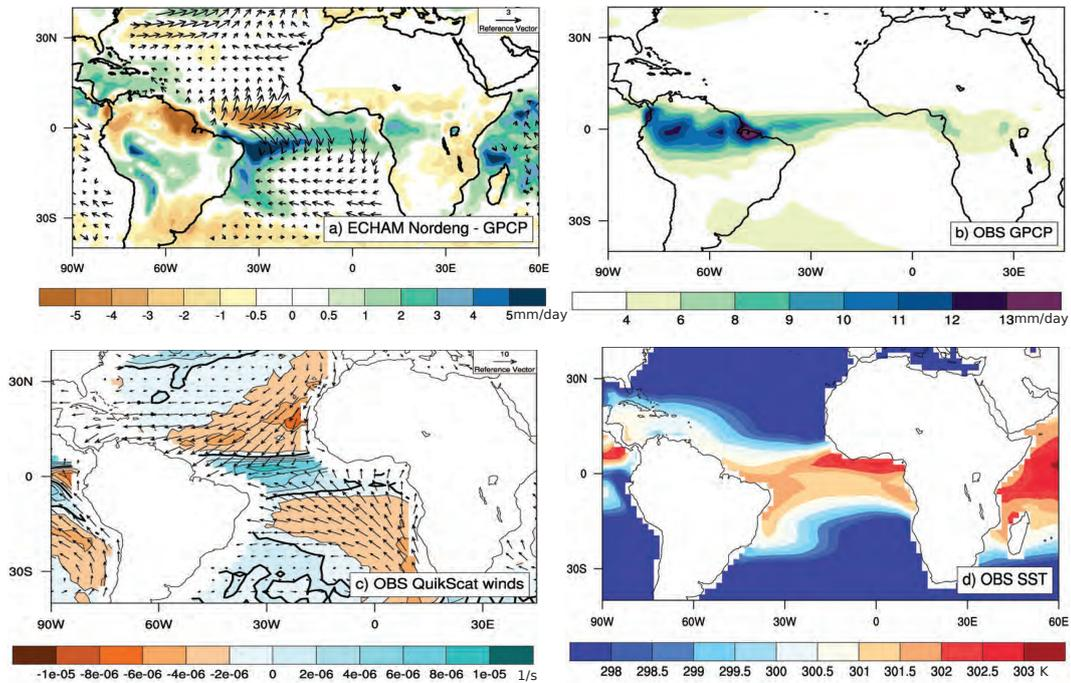 3
Reference Vector
30N
0
30S
a) ECHAM Nordeng - GPCP
90W 60W 30W 0 30E 60E
-5 -4 -3 -2 -1 -0.5 0 0.5 1 2 3 4 5mm/day
30N
0
30S
b) OBS GPCP
90W 60W 30W 0 30E
4 6 8 9 10 11 12 13mm/day
10
Reference Vector
30N
0
30S
c) OBS QuikScat winds
90W 60W 30W 0 30E
-1e-05 -8e-06 -6e-06 -4e-06 -2e-06 0 2e-06 4e-06 6e-06 8e-06 1e-05 1/s
30N
0
30S
d) OBS SST
90W 60W 30W 0 30E 60E
298 298.5 299 299.5 300 300.5 301 301.5 302 302.5 303 K